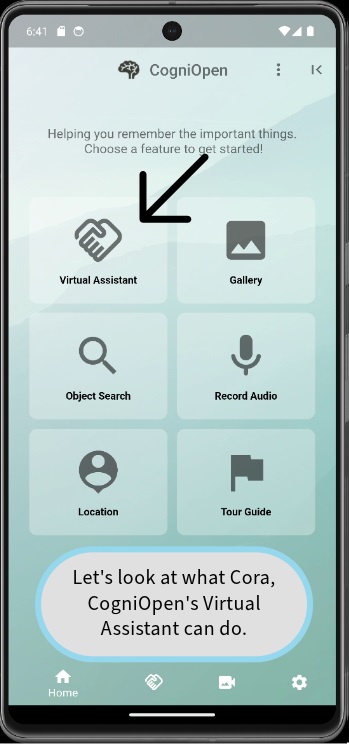 6:41
CogniOpen
Helping you remember the important things.
Choose a feature to get started!
Virtual Assistant
Gallery
Object Search
Record Audio
Location
Tour Guide
Let's look at what Cora,
CogniOpen's Virtual
Assistant can do.
Home